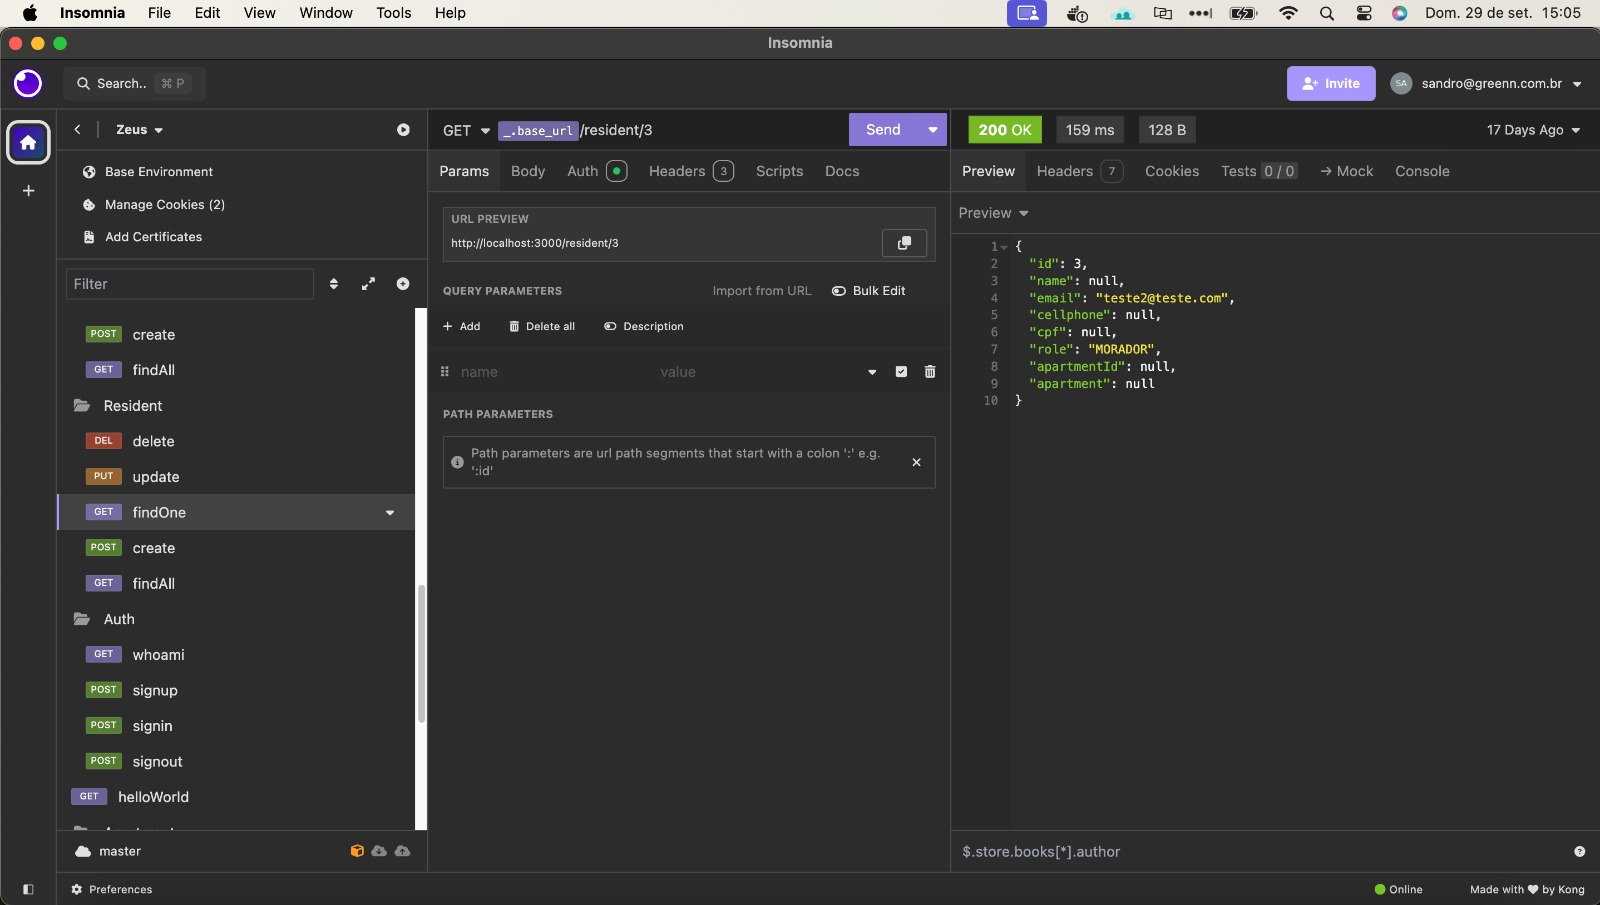 Insomnia File Edit View Window Tools Help Dom. 29 de set. 15:05
Insomnia
Search.. ⌘ P
Invite SA sandro@greenn.com.br
Zeus
GET _.base_url/resident/3 Send
200 OK 159 ms 128 B 17 Days Ago
Base Environment
Manage Cookies (2)
Add Certificates
Filter
POST create
GET findAll
Resident
DEL delete
PUT update
GET findOne
POST create
GET findAll
Auth
GET whoami
POST signup
POST signin
POST signout
GET helloWorld
master
Preferences
Params Body Auth Headers 3 Scripts Docs
URL PREVIEW
http://localhost:3000/resident/3
QUERY PARAMETERS Import from URL Bulk Edit
+ Add Delete all Description
name value
PATH PARAMETERS
Path parameters are url path segments that start with a colon ':' e.g.
':id'
Preview Headers 7 Cookies Tests 0 / 0 → Mock Console
Preview
1 {
2 "id": 3,
3 "name": null,
4 "email": "teste2@teste.com",
5 "cellphone": null,
6 "cpf": null,
7 "role": "MORADOR",
8 "apartmentId": null,
9 "apartment": null
10 }
$.store.books[*].author
Online Made with ♥ by Kong